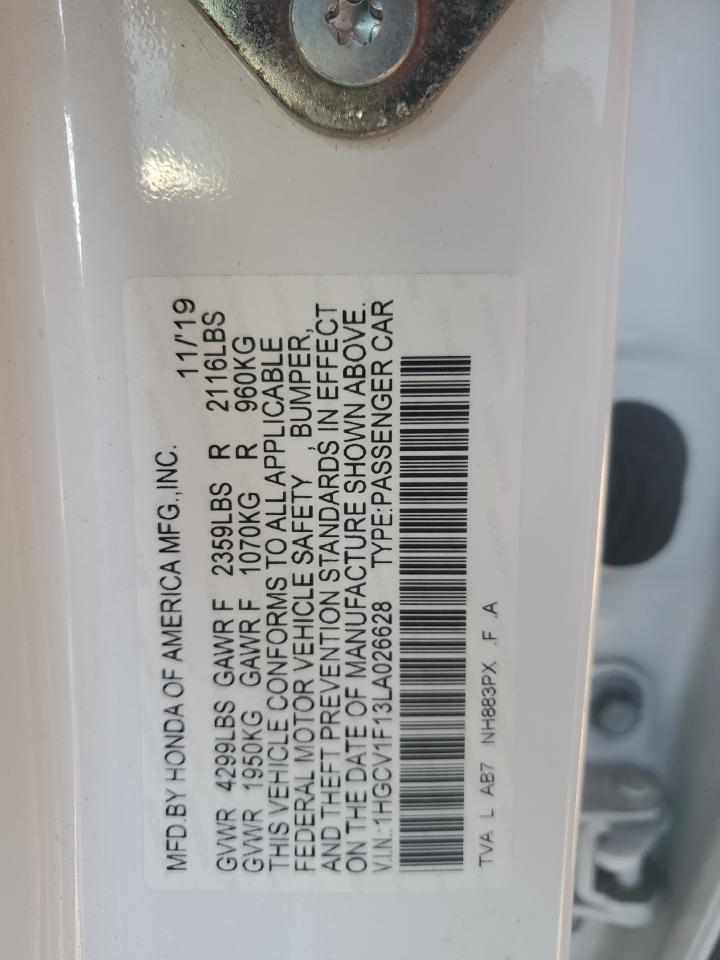 MFD.BY HONDA OF AMERICA MFG.,INC. 11/'19
GVWR 4299LBS GAWR F 2359LBS R 2116LBS
GVWR 1950KG GAWR F 1070KG R 960KG
THIS VEHICLE CONFORMS TO ALL APPLICABLE
FEDERAL MOTOR VEHICLE SAFETY , BUMPER,
AND THEFT PREVENTION STANDARDS IN EFFECT
ON THE DATE OF MANUFACTURE SHOWN ABOVE.
V.I.N.:1HGCV1F13LA026628 TYPE:PASSENGER CAR
TVA L AB7 NH883PX .F .A